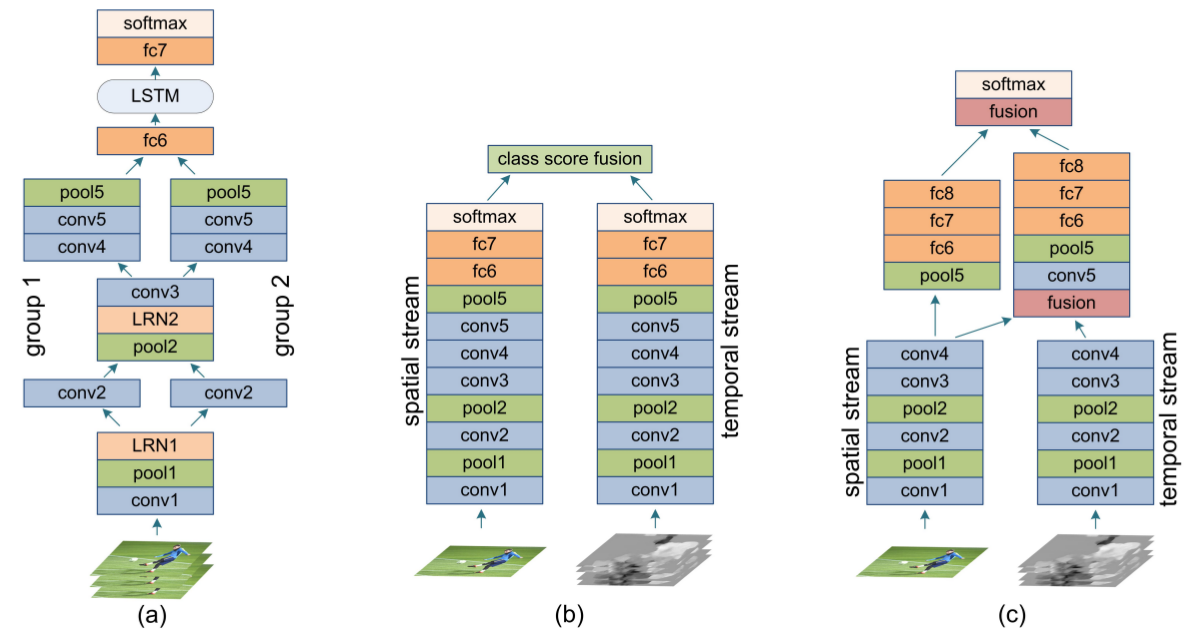 softmax
fc7
LSTM
fc6
pool5
conv5
conv4
pool5
conv5
conv4
group 1
group 2
conv3
LRN2
pool2
conv2
conv2
LRN1
pool1
conv1
(a)
class score fusion
spatial stream
softmax
fc7
fc6
pool5
conv5
conv4
conv3
pool2
conv2
pool1
conv1
softmax
fc7
fc6
pool5
conv5
conv4
conv3
pool2
conv2
pool1
conv1
temporal stream
(b)
softmax
fusion
fc8
fc7
fc6
pool5
fc8
fc7
fc6
pool5
conv5
fusion
spatial stream
conv4
conv3
pool2
conv2
pool1
conv1
conv4
conv3
pool2
conv2
pool1
conv1
temporal stream
(c)